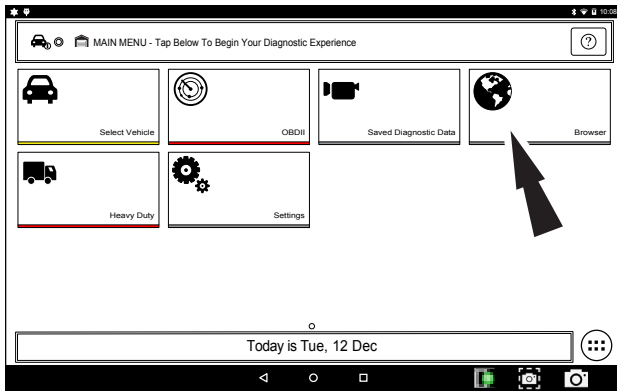 10:08
MAIN MENU - Tap Below To Begin Your Diagnostic Experience
?
Select Vehicle
OBDII
Saved Diagnostic Data
Browser
Heavy Duty
Settings
Today is Tue, 12 Dec